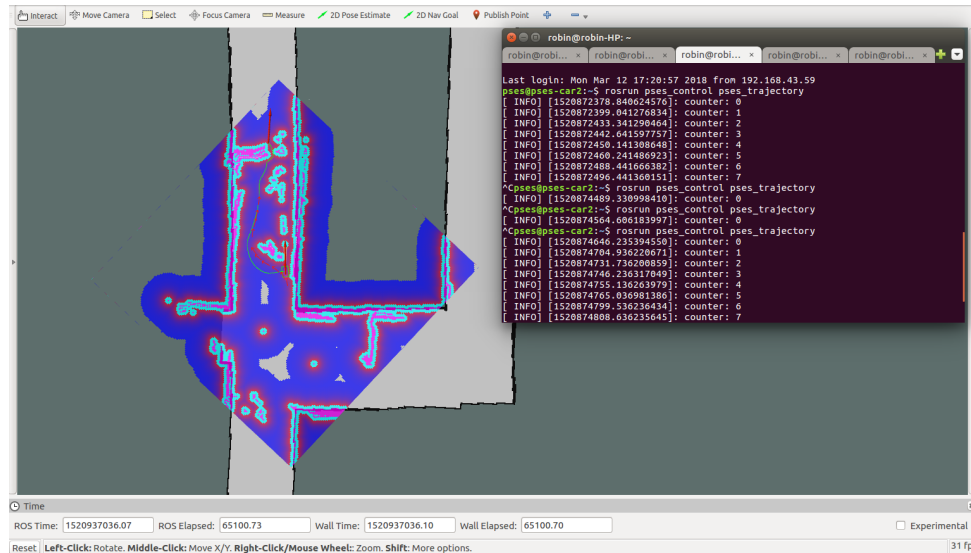 Interact Move Camera Select Focus Camera Measure 2D Pose Estimate 2D Nav Goal Publish Point
robin@robin-HP: ~
robin@robi... × robin@robi... × robin@robi... × robin@robi... × robin@robi... ×
Last login: Mon Mar 12 17:20:57 2018 from 192.168.43.59
pses@pses-car2:~$ rosrun pses_control pses_trajectory
[ INFO] [1520872378.840624576]: counter: 0
[ INFO] [1520872399.041276834]: counter: 1
[ INFO] [1520872433.341290464]: counter: 2
[ INFO] [1520872442.641597757]: counter: 3
[ INFO] [1520872450.141308648]: counter: 4
[ INFO] [1520872460.241486923]: counter: 5
[ INFO] [1520872488.441666382]: counter: 6
[ INFO] [1520872496.441360151]: counter: 7
^Cpses@pses-car2:~$ rosrun pses_control pses_trajectory
[ INFO] [1520874489.330998410]: counter: 0
^Cpses@pses-car2:~$ rosrun pses_control pses_trajectory
[ INFO] [1520874564.606183997]: counter: 0
^Cpses@pses-car2:~$ rosrun pses_control pses_trajectory
[ INFO] [1520874646.235394550]: counter: 0
[ INFO] [1520874704.936220671]: counter: 1
[ INFO] [1520874731.736200859]: counter: 2
[ INFO] [1520874746.236317049]: counter: 3
[ INFO] [1520874755.136263979]: counter: 4
[ INFO] [1520874765.036981386]: counter: 5
[ INFO] [1520874799.536236434]: counter: 6
[ INFO] [1520874808.636235645]: counter: 7
Time
ROS Time: 1520937036.07 ROS Elapsed: 65100.73 Wall Time: 1520937036.10 Wall Elapsed: 65100.70 Experimental
Reset Left-Click: Rotate. Middle-Click: Move X/Y. Right-Click/Mouse Wheel:: Zoom. Shift: More options. 31 fp